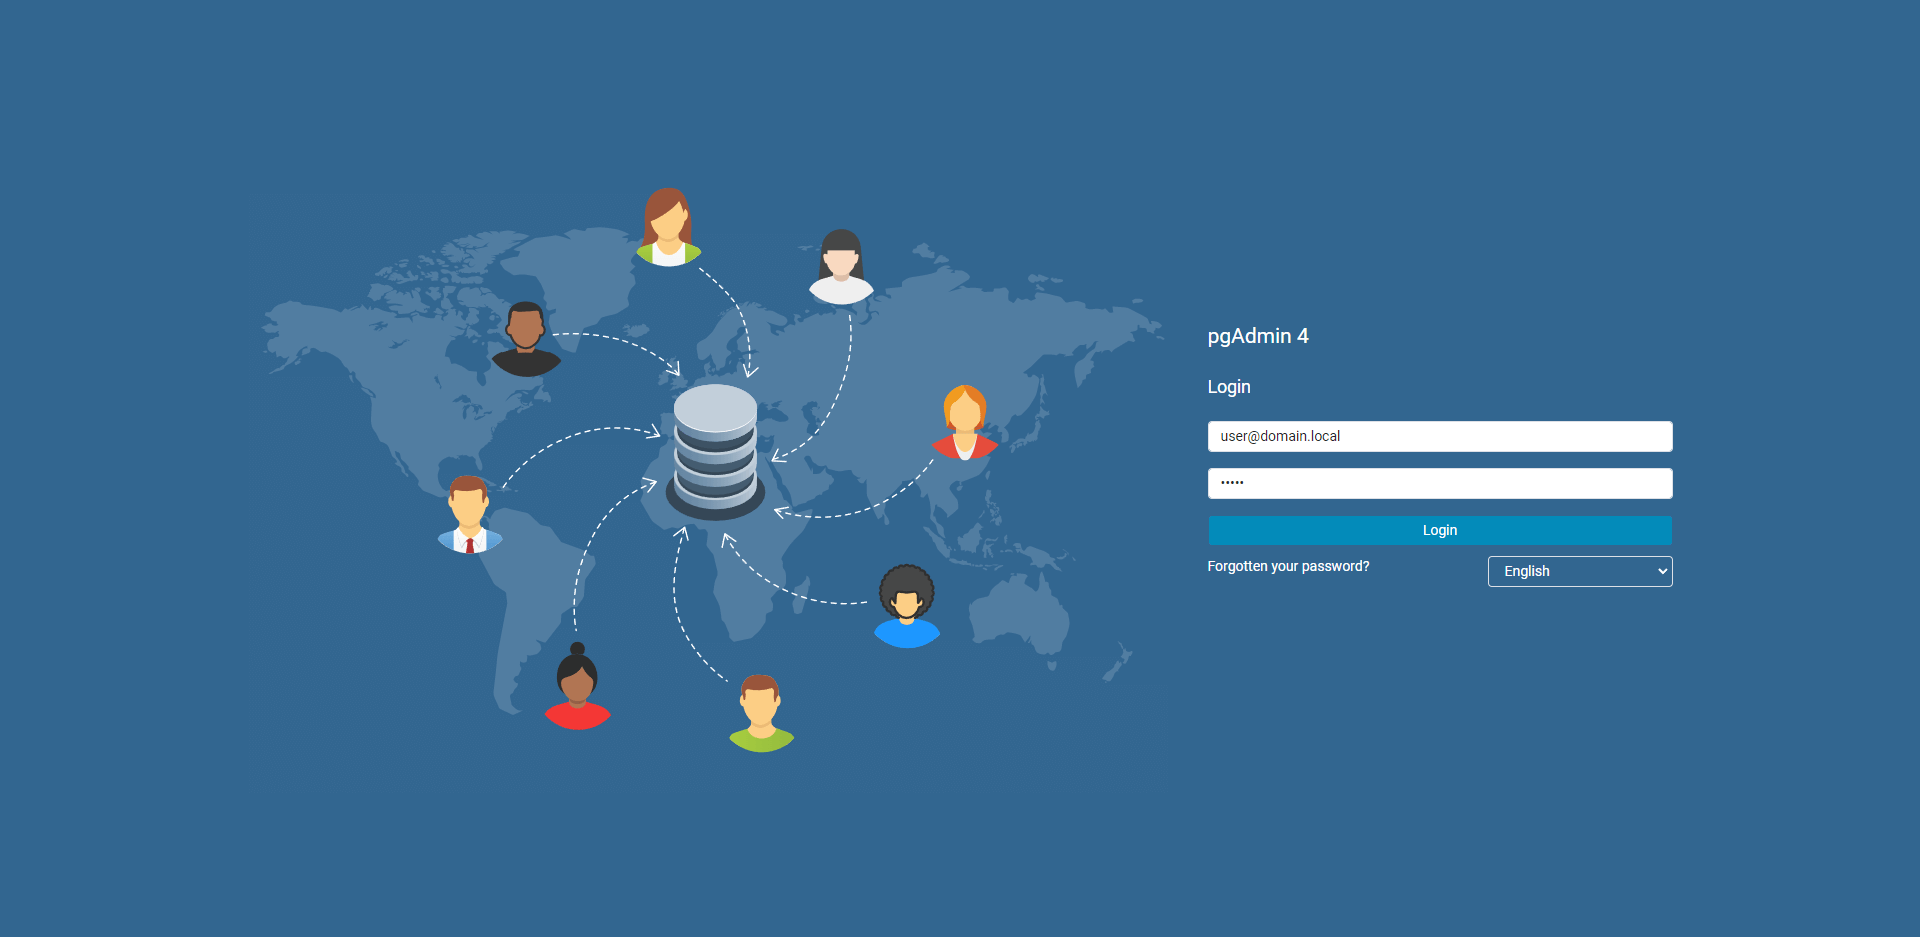 pgAdmin 4
Login
user@domain.local
•••••
Login
Forgotten your password?
English